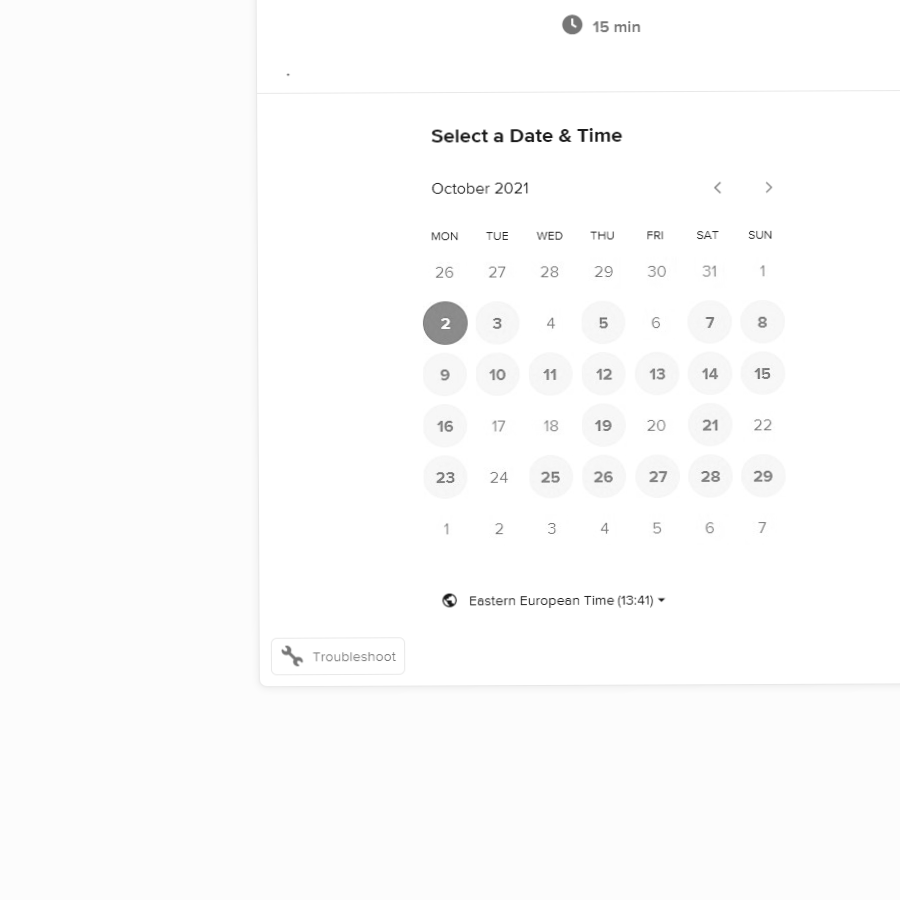 15 min
.
Select a Date & Time
October 2021
MON TUE WED THU FRI SAT SUN
26 27 28 29 30 31 1
2 3 4 5 6 7 8
9 10 11 12 13 14 15
16 17 18 19 20 21 22
23 24 25 26 27 28 29
1 2 3 4 5 6 7
Eastern European Time (13:41)
Troubleshoot